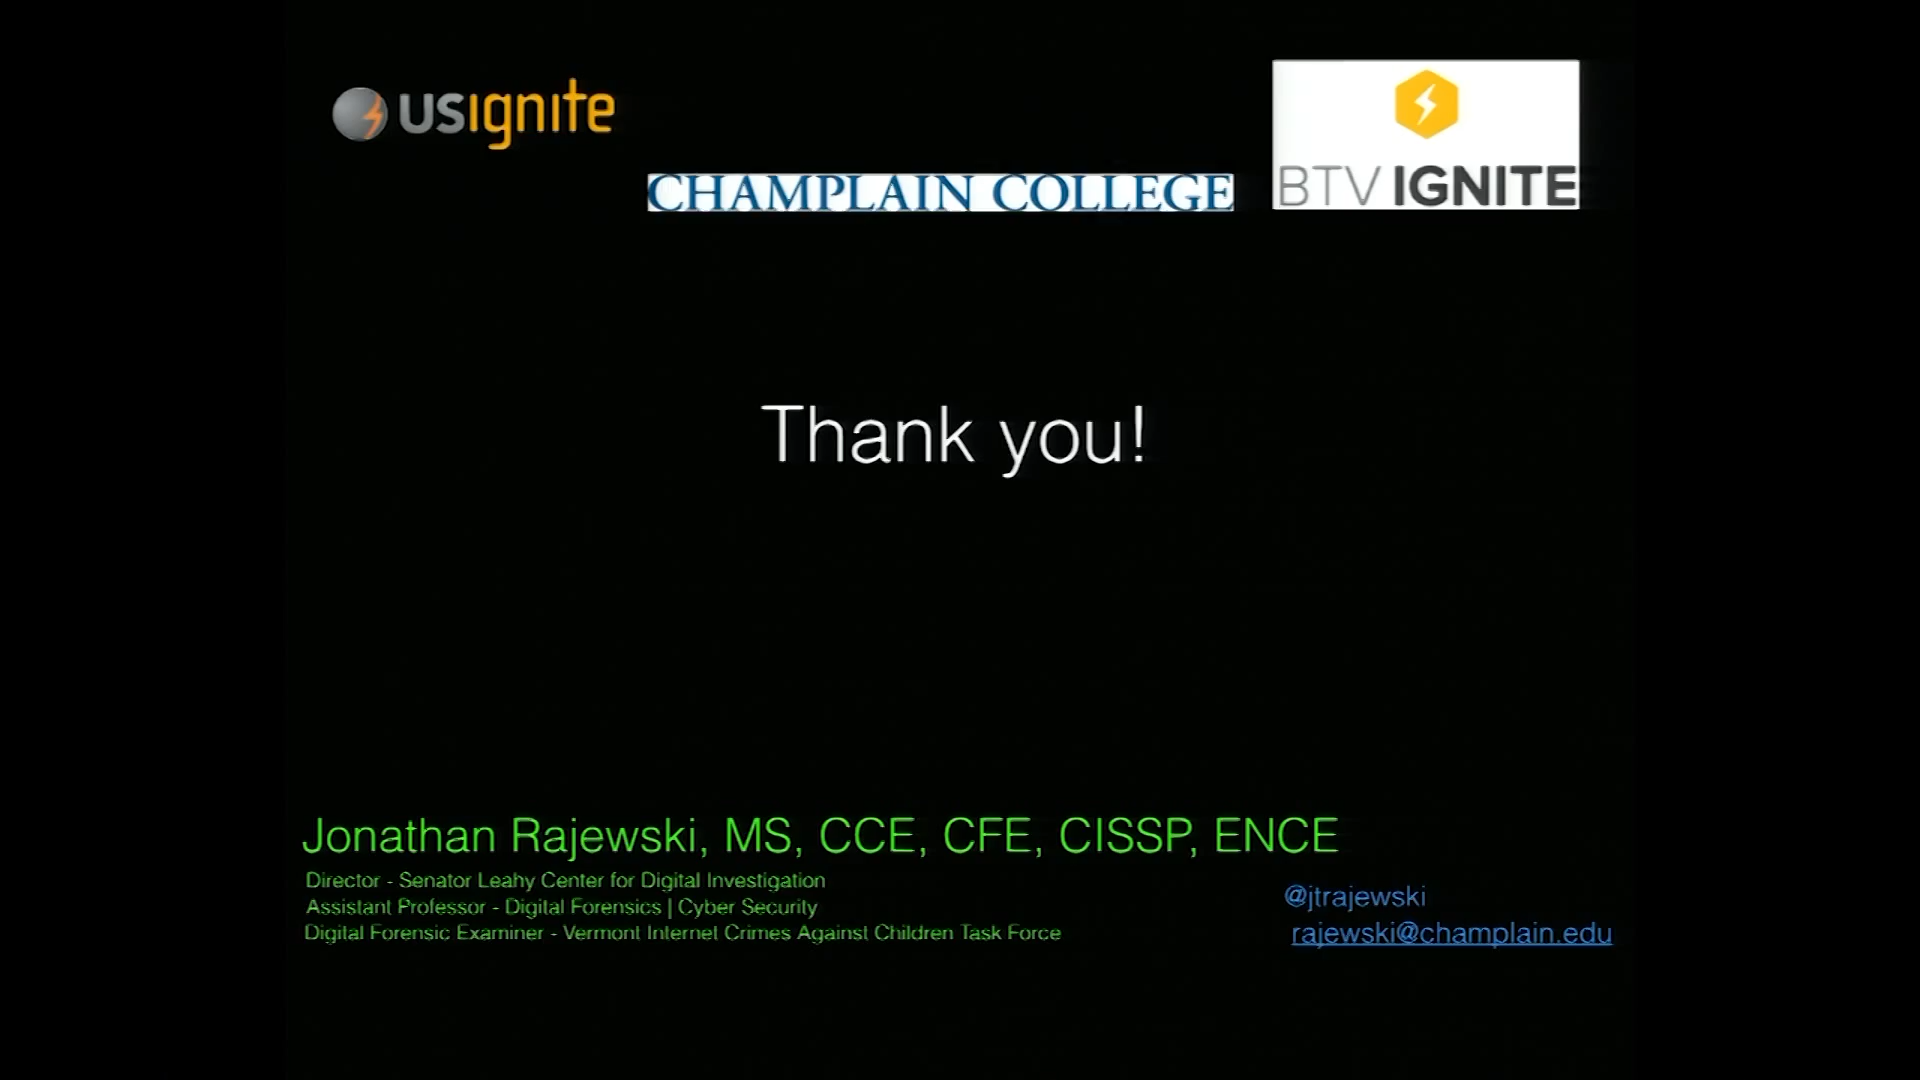 usignite
CHAMPLAIN COLLEGE
BTV IGNITE
Thank you!
Jonathan Rajewski, MS, CCE, CFE, CISSP, ENCE
Director - Senator Leahy Center for Digital Investigation
Assistant Professor - Digital Forensics | Cyber Security
Digital Forensic Examiner - Vermont Internet Crimes Against Children Task Force
@jtrajewski
rajewski@champlain.edu